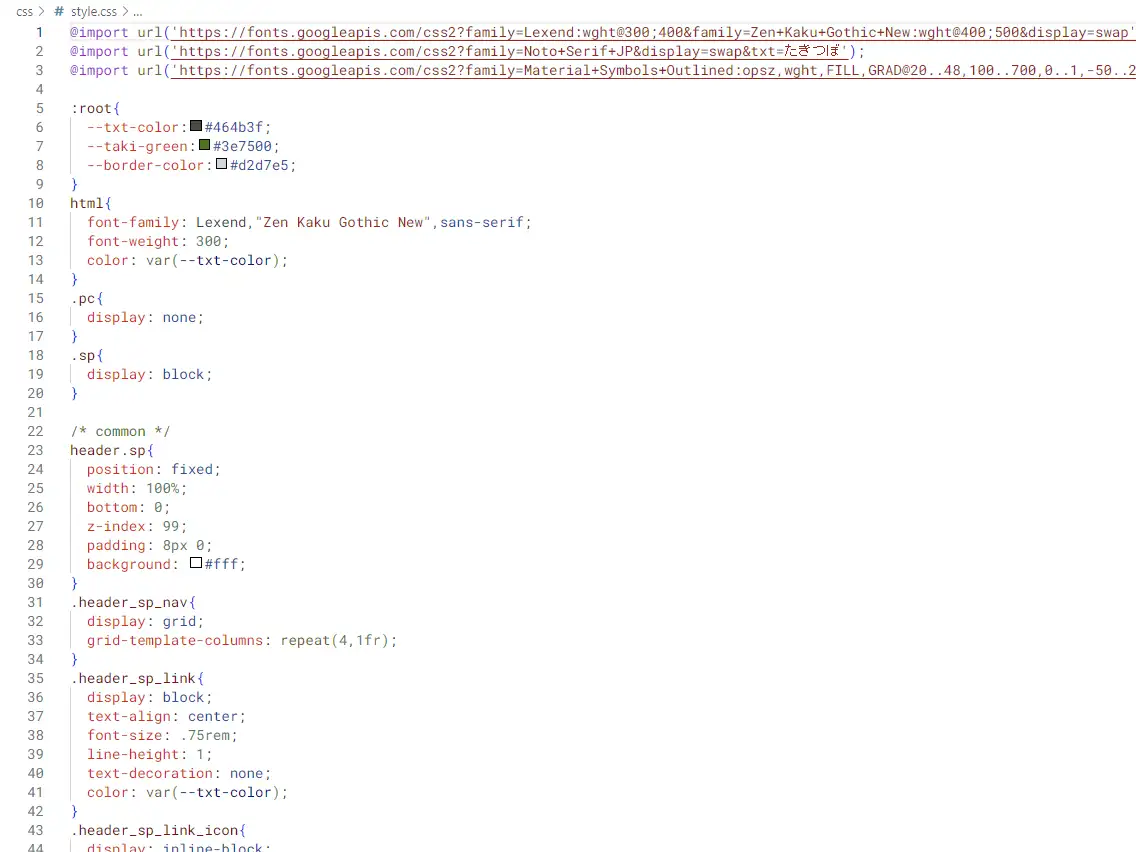 css > # style.css > ...
1 @import url('https://fonts.googleapis.com/css2?family=Lexend:wght@300;400&family=Zen+Kaku+Gothic+New:wght@400;500&display=swap'
2 @import url('https://fonts.googleapis.com/css2?family=Noto+Serif+JP&display=swap&txt=たきつぼ');
3 @import url('https://fonts.googleapis.com/css2?family=Material+Symbols+Outlined:opsz,wght,FILL,GRAD@20..48,100..700,0..1,-50..2
4
5 :root{
6 --txt-color:#464b3f;
7 --taki-green:#3e7500;
8 --border-color:#d2d7e5;
9 }
10 html{
11 font-family: Lexend,"Zen Kaku Gothic New",sans-serif;
12 font-weight: 300;
13 color: var(--txt-color);
14 }
15 .pc{
16 display: none;
17 }
18 .sp{
19 display: block;
20 }
21
22 /* common */
23 header.sp{
24 position: fixed;
25 width: 100%;
26 bottom: 0;
27 z-index: 99;
28 padding: 8px 0;
29 background: #fff;
30 }
31 .header_sp_nav{
32 display: grid;
33 grid-template-columns: repeat(4,1fr);
34 }
35 .header_sp_link{
36 display: block;
37 text-align: center;
38 font-size: .75rem;
39 line-height: 1;
40 text-decoration: none;
41 color: var(--txt-color);
42 }
43 .header_sp_link_icon{
44 display: inline-block;